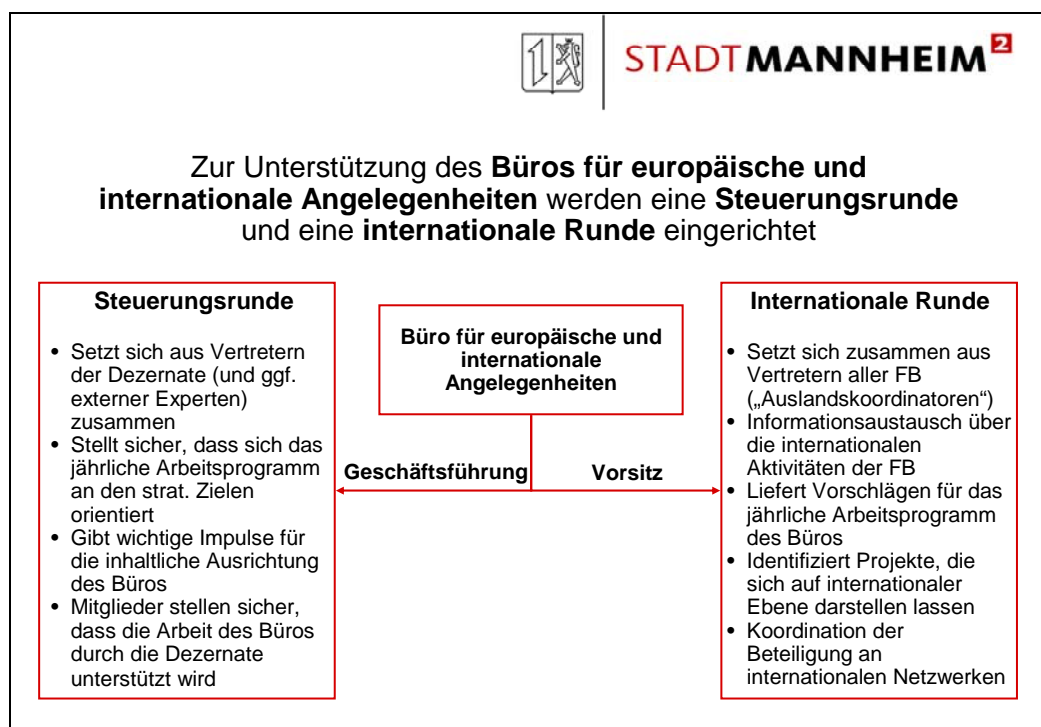 STADTMANNHEIM²
Zur Unterstützung des Büros für europäische und
internationale Angelegenheiten werden eine Steuerungsrunde
und eine internationale Runde eingerichtet
Steuerungsrunde
• Setzt sich aus Vertretern
der Dezernate (und ggf.
externer Experten)
zusammen
• Stellt sicher, dass sich das
jährliche Arbeitsprogramm
an den strat. Zielen
orientiert
• Gibt wichtige Impulse für
die inhaltliche Ausrichtung
des Büros
• Mitglieder stellen sicher,
dass die Arbeit des Büros
durch die Dezernate
unterstützt wird
Büro für europäische und
internationale
Angelegenheiten
Geschäftsführung
Vorsitz
Internationale Runde
• Setzt sich zusammen aus
Vertretern aller FB
(„Auslandskoordinatoren“)
• Informationsaustausch über
die internationalen
Aktivitäten der FB
• Liefert Vorschlägen für das
jährliche Arbeitsprogramm
des Büros
• Identifiziert Projekte, die
sich auf internationaler
Ebene darstellen lassen
• Koordination der
Beteiligung an
internationalen Netzwerken